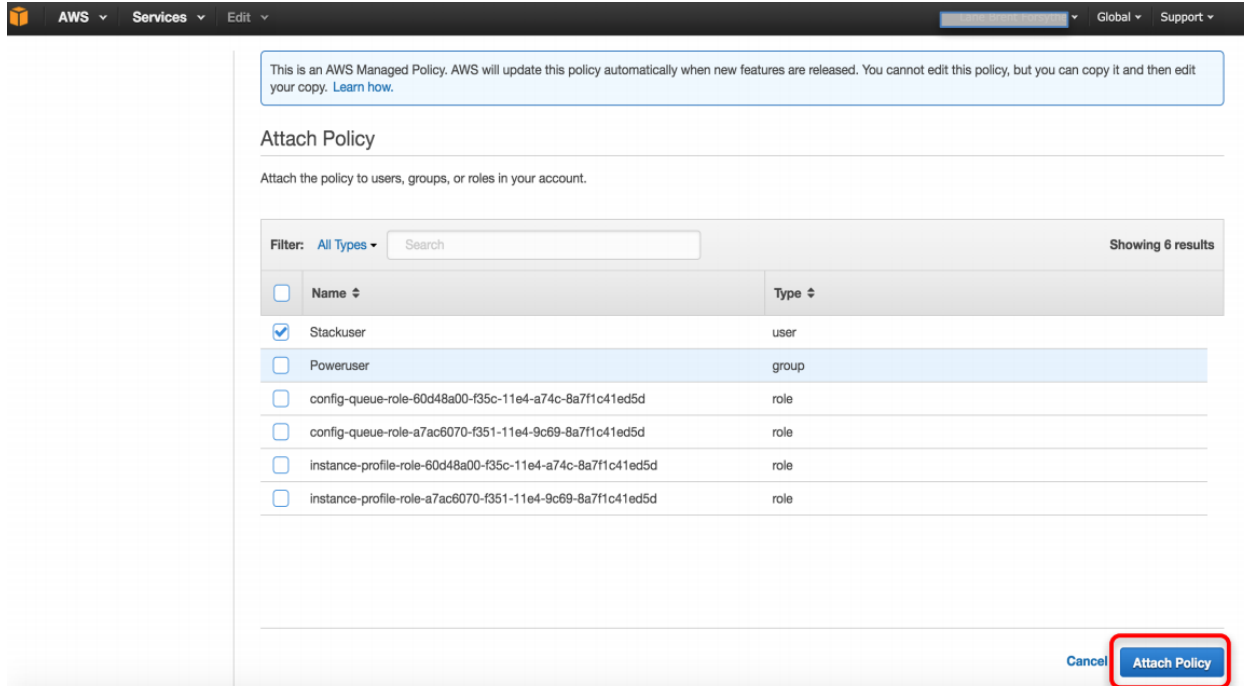 AWS Services Edit Global Support
This is an AWS Managed Policy. AWS will update this policy automatically when new features are released. You cannot edit this policy, but you can copy it and then edit
your copy. Learn how.
Attach Policy
Attach the policy to users, groups, or roles in your account.
Filter: All Types Search Showing 6 results
Name Type
Stackuser user
Poweruser group
config-queue-role-60d48a00-f35c-11e4-a74c-8a7f1c41ed5d role
config-queue-role-a7ac6070-f351-11e4-9c69-8a7f1c41ed5d role
instance-profile-role-60d48a00-f35c-11e4-a74c-8a7f1c41ed5d role
instance-profile-role-a7ac6070-f351-11e4-9c69-8a7f1c41ed5d role
Cancel Attach Policy